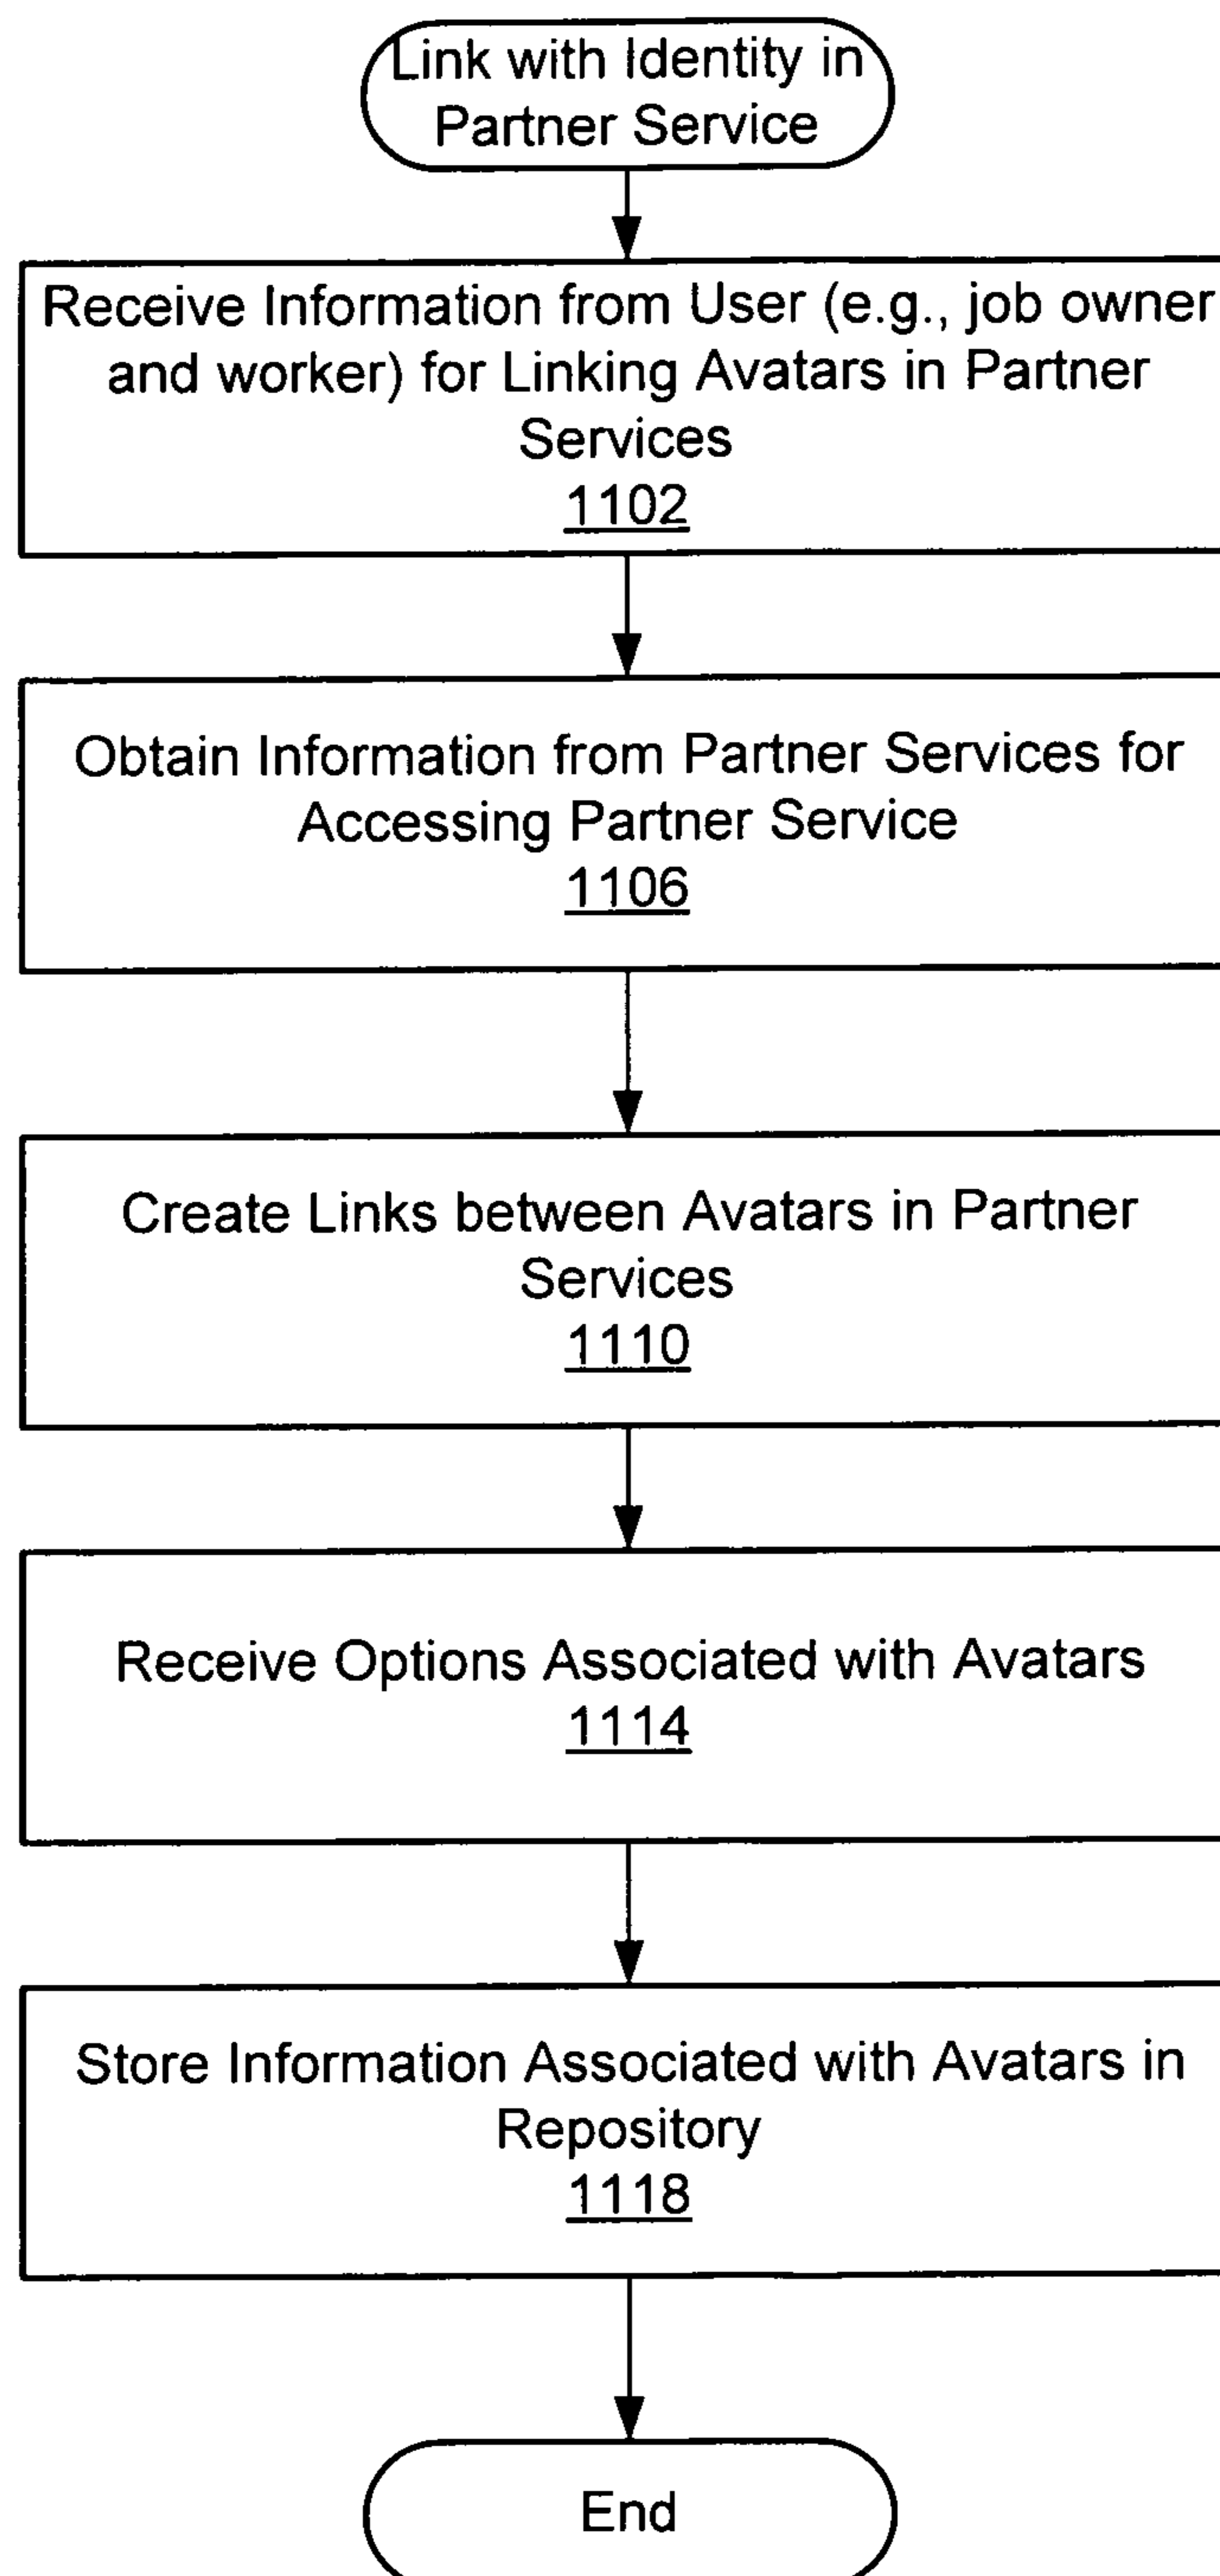 Link with Identity in
Partner Service
Receive Information from User (e.g., job owner
and worker) for Linking Avatars in Partner
Services
1102
Obtain Information from Partner Services for
Accessing Partner Service
1106
Create Links between Avatars in Partner
Services
1110
Receive Options Associated with Avatars
1114
Store Information Associated with Avatars in
Repository
1118
End